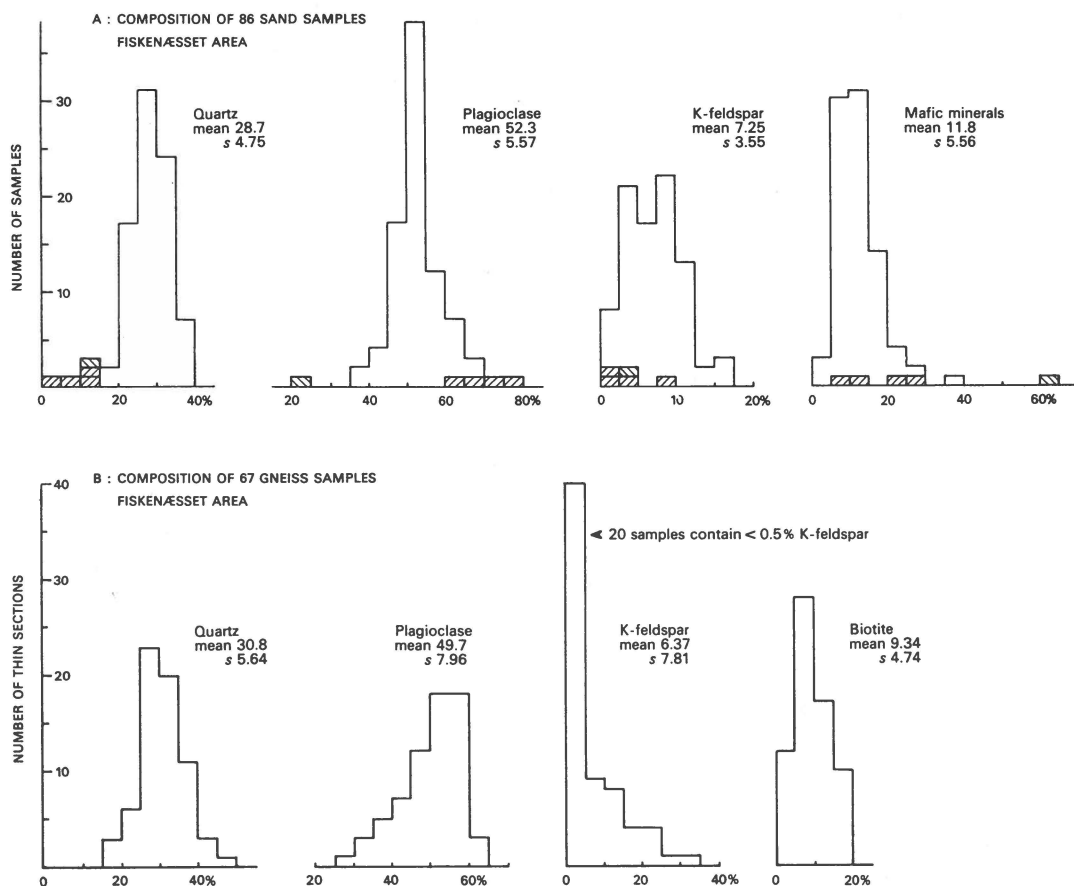 A : COMPOSITION OF 86 SAND SAMPLES
FISKENÆSSET AREA
NUMBER OF SAMPLES
30
20
10
Quartz
mean 28.7
s 4.75
0 20 40%
Plagioclase
mean 52.3
s 5.57
20 40 60 80%
K-feldspar
mean 7.25
s 3.55
0 10 20%
Mafic minerals
mean 11.8
s 5.56
0 20 40 60%
B : COMPOSITION OF 67 GNEISS SAMPLES
FISKENÆSSET AREA
NUMBER OF THIN SECTIONS
40
30
20
10
Quartz
mean 30.8
s 5.64
0 20 40%
Plagioclase
mean 49.7
s 7.96
20 40 60%
< 20 samples contain < 0.5% K-feldspar
K-feldspar
mean 6.37
s 7.81
0 20 40%
Biotite
mean 9.34
s 4.74
0 20%